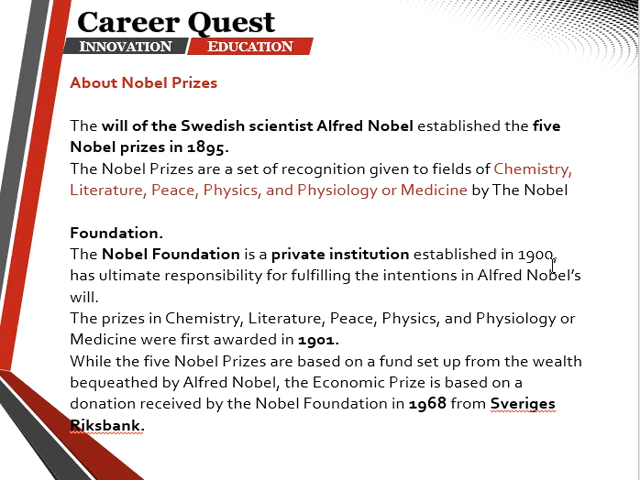 Career Quest
INNOVATION EDUCATION
About Nobel Prizes
The will of the Swedish scientist Alfred Nobel established the five
Nobel prizes in 1895.
The Nobel Prizes are a set of recognition given to fields of Chemistry,
Literature, Peace, Physics, and Physiology or Medicine by The Nobel
Foundation.
The Nobel Foundation is a private institution established in 1900,
has ultimate responsibility for fulfilling the intentions in Alfred Nobel’s
will.
The prizes in Chemistry, Literature, Peace, Physics, and Physiology or
Medicine were first awarded in 1901.
While the five Nobel Prizes are based on a fund set up from the wealth
bequeathed by Alfred Nobel, the Economic Prize is based on a
donation received by the Nobel Foundation in 1968 from Sveriges
Riksbank.